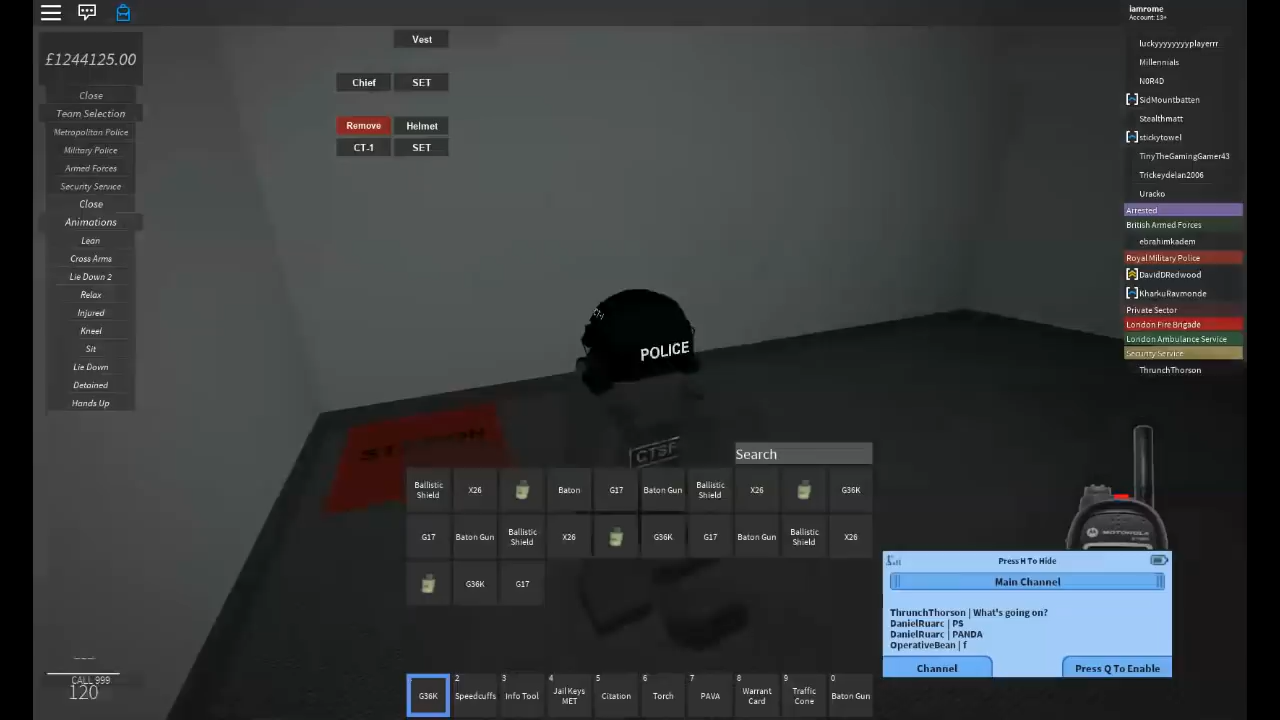 iamrome
Account: 13+
£1244125.00
Close
Team Selection
Metropolitan Police
Military Police
Armed Forces
Security Service
Close
Animations
Lean
Cross Arms
Lie Down 2
Relax
Injured
Kneel
Sit
Lie Down
Detained
Hands Up
Vest
Chief
SET
Remove
Helmet
CT-1
SET
luckyyyyyyyyplayerrr
Millennials
N0R4D
SidMountbatten
Stealthmatt
stickytowel
TinyTheGamingGamer43
Trickeydelan2006
Uracko
Arrested
British Armed Forces
ebrahimkadem
Royal Military Police
DavidDRedwood
KharkuRaymonde
Private Sector
London Fire Brigade
London Ambulance Service
Security Service
ThrunchThorson
POLICE
CTSF
Search
Ballistic Shield
X26
Baton
G17
Baton Gun
Ballistic Shield
X26
G36K
G17
Baton Gun
Ballistic Shield
X26
G36K
G17
Baton Gun
Ballistic Shield
X26
G36K
G17
MOTOROLA
Press H To Hide
Main Channel
ThrunchThorson | What's going on?
DanielRuarc | PS
DanielRuarc | PANDA
OperativeBean | f
Channel
Press Q To Enable
CALL 999
120
G36K
2 Speedcuffs
3 Info Tool
4 Jail Keys MET
5 Citation
6 Torch
7 PAVA
8 Warrant Card
9 Traffic Cone
0 Baton Gun